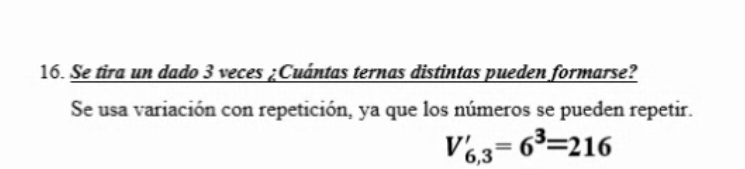 16. Se tira un dado 3 veces ¿Cuántas ternas distintas pueden formarse?
Se usa variación con repetición, ya que los números se pueden repetir.
V′6,3= 6³=216